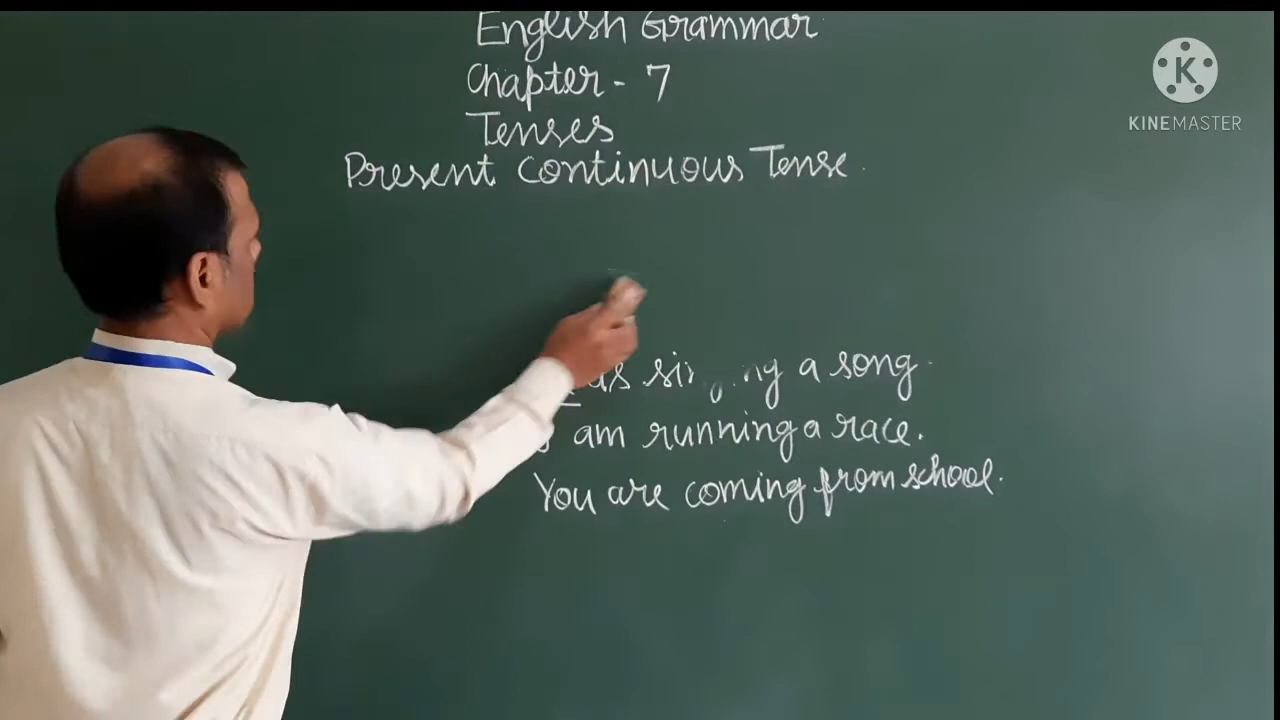 English Grammar
Chapter - 7
Tenses
Present Continuous Tense.
KINEMASTER
a song.
am running a race.
You are coming from school.